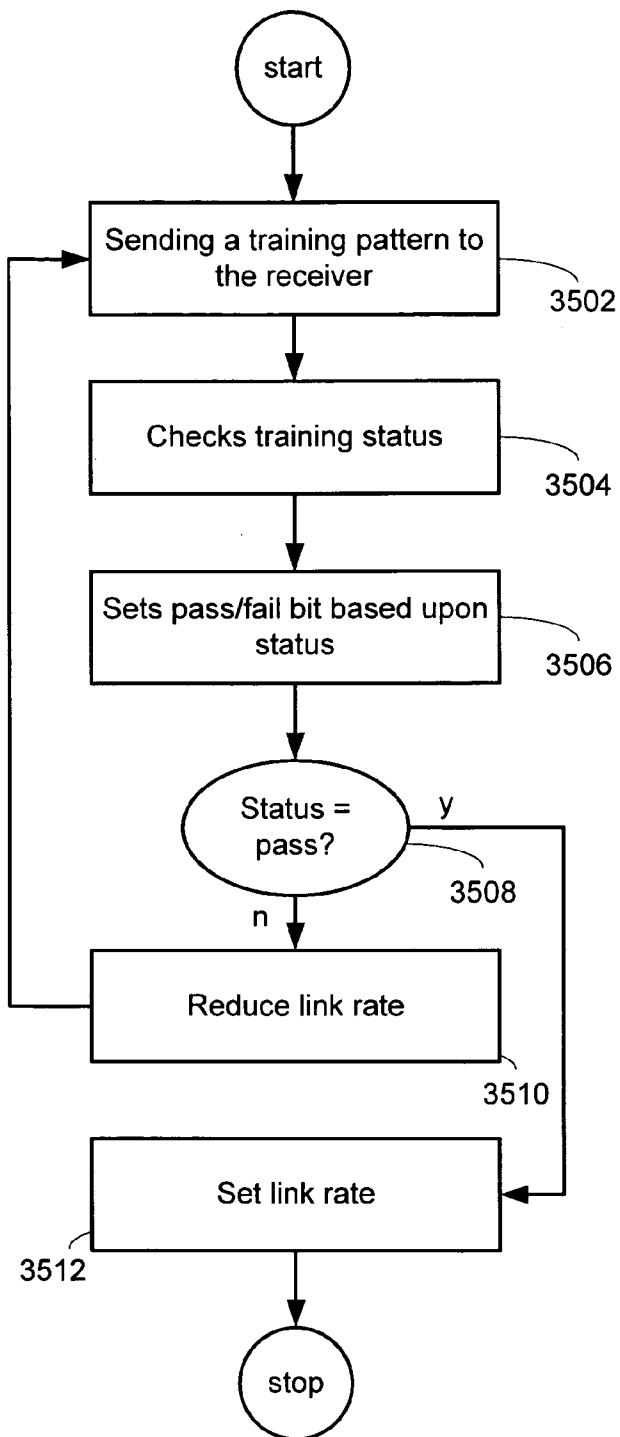 start
Sending a training pattern to
the receiver
3502
Checks training status
3504
Sets pass/fail bit based upon
status
3506
Status =
pass?
y
3508
n
Reduce link rate
3510
Set link rate
3512
stop